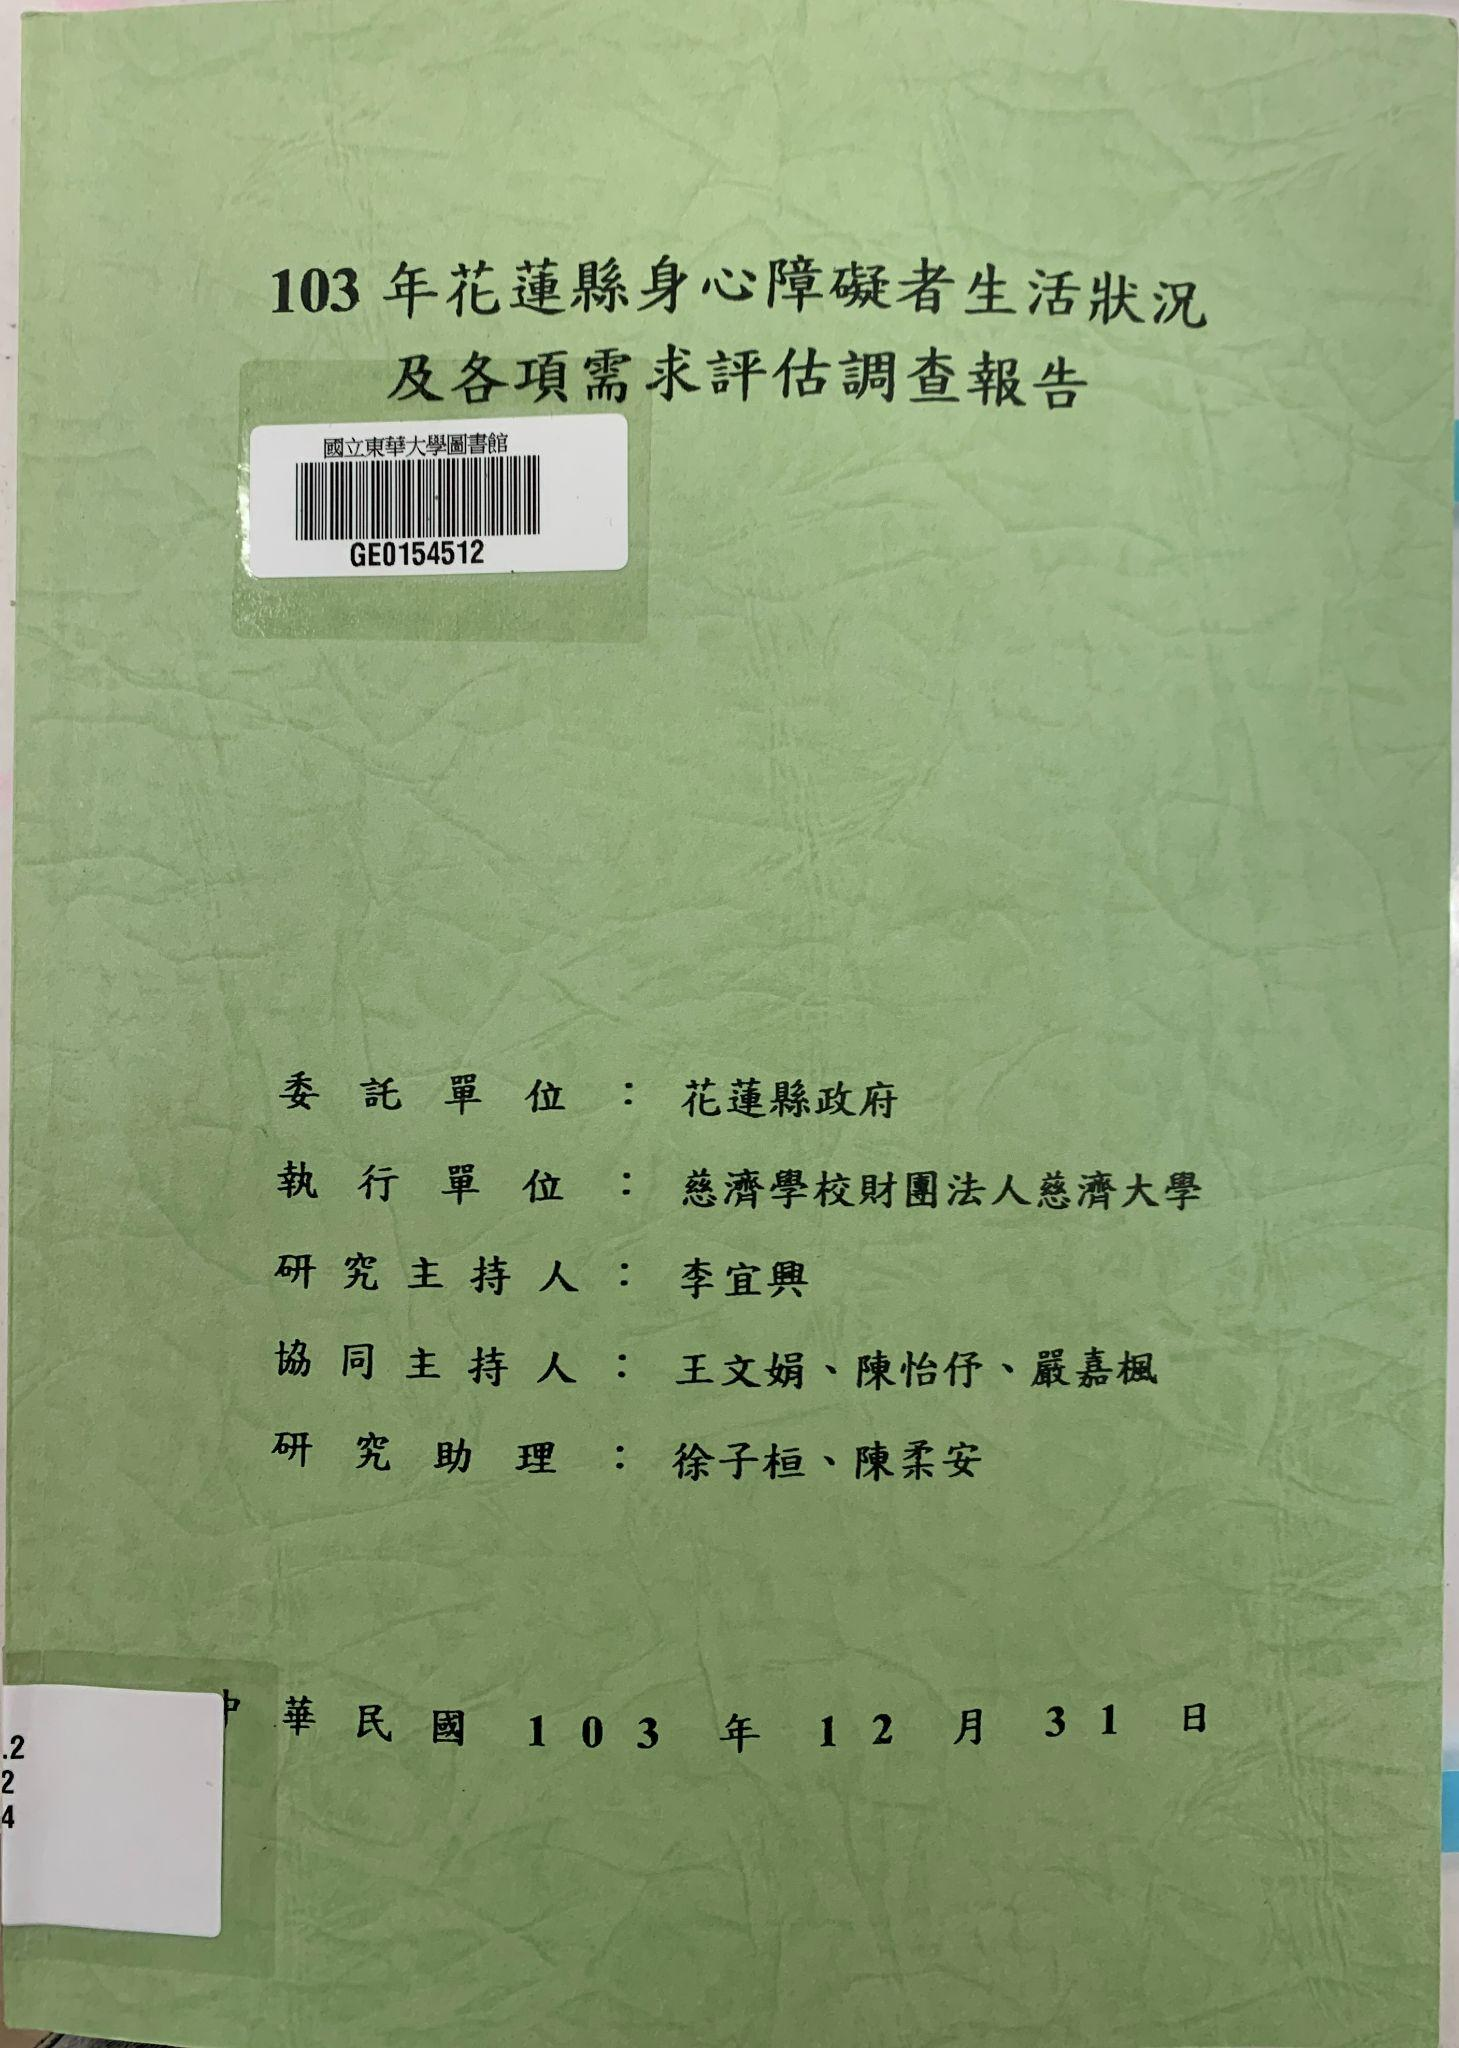 103 年花蓮縣身心障礙者生活狀況
及各項需求評估調查報告
國立東華大學圖書館
GE0154512
委託單位：花蓮縣政府
執行單位：慈濟學校財團法人慈濟大學
研究主持人：李宜興
協同主持人：王文娟、陳怡伃、嚴嘉楓
研究助理：徐子桓、陳柔安
中華民國 103 年 12 月 31 日
.2
2
4